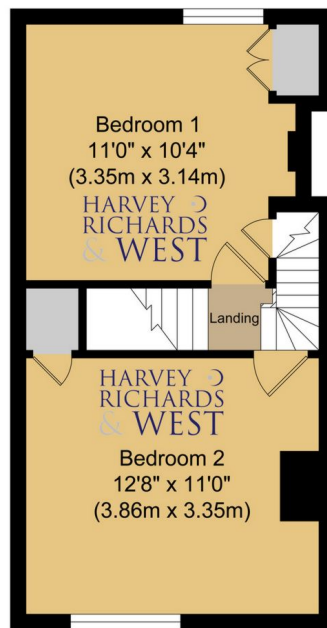 Bedroom 1
11'0" x 10'4"
(3.35m x 3.14m)
HARVEY
RICHARDS
& WEST
Landing
HARVEY
RICHARDS
& WEST
Bedroom 2
12'8" x 11'0"
(3.86m x 3.35m)